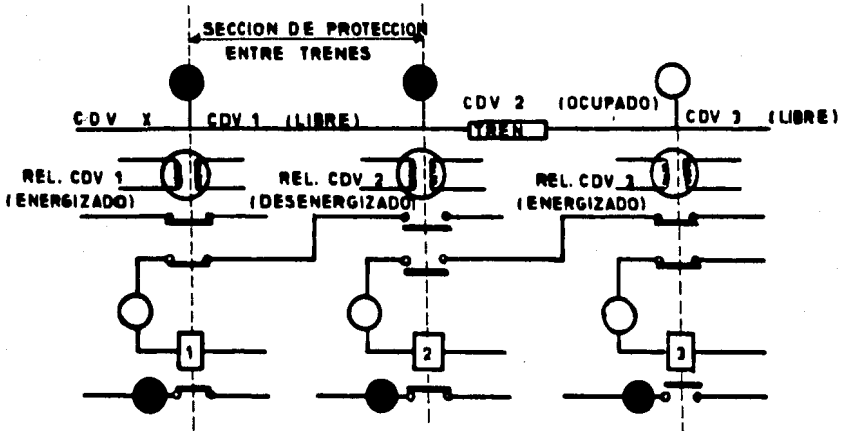 SECCION DE PROTECCION
ENTRE TRENES
CDV X
CDV 1 (LIBRE)
CDV 2 (OCUPADO)
TREN
CDV 3 (LIBRE)
REL. CDV 1
(ENERGIZADO)
REL. CDV 2
(DESENERGIZADO)
REL. CDV 3
(ENERGIZADO)
1
2
3